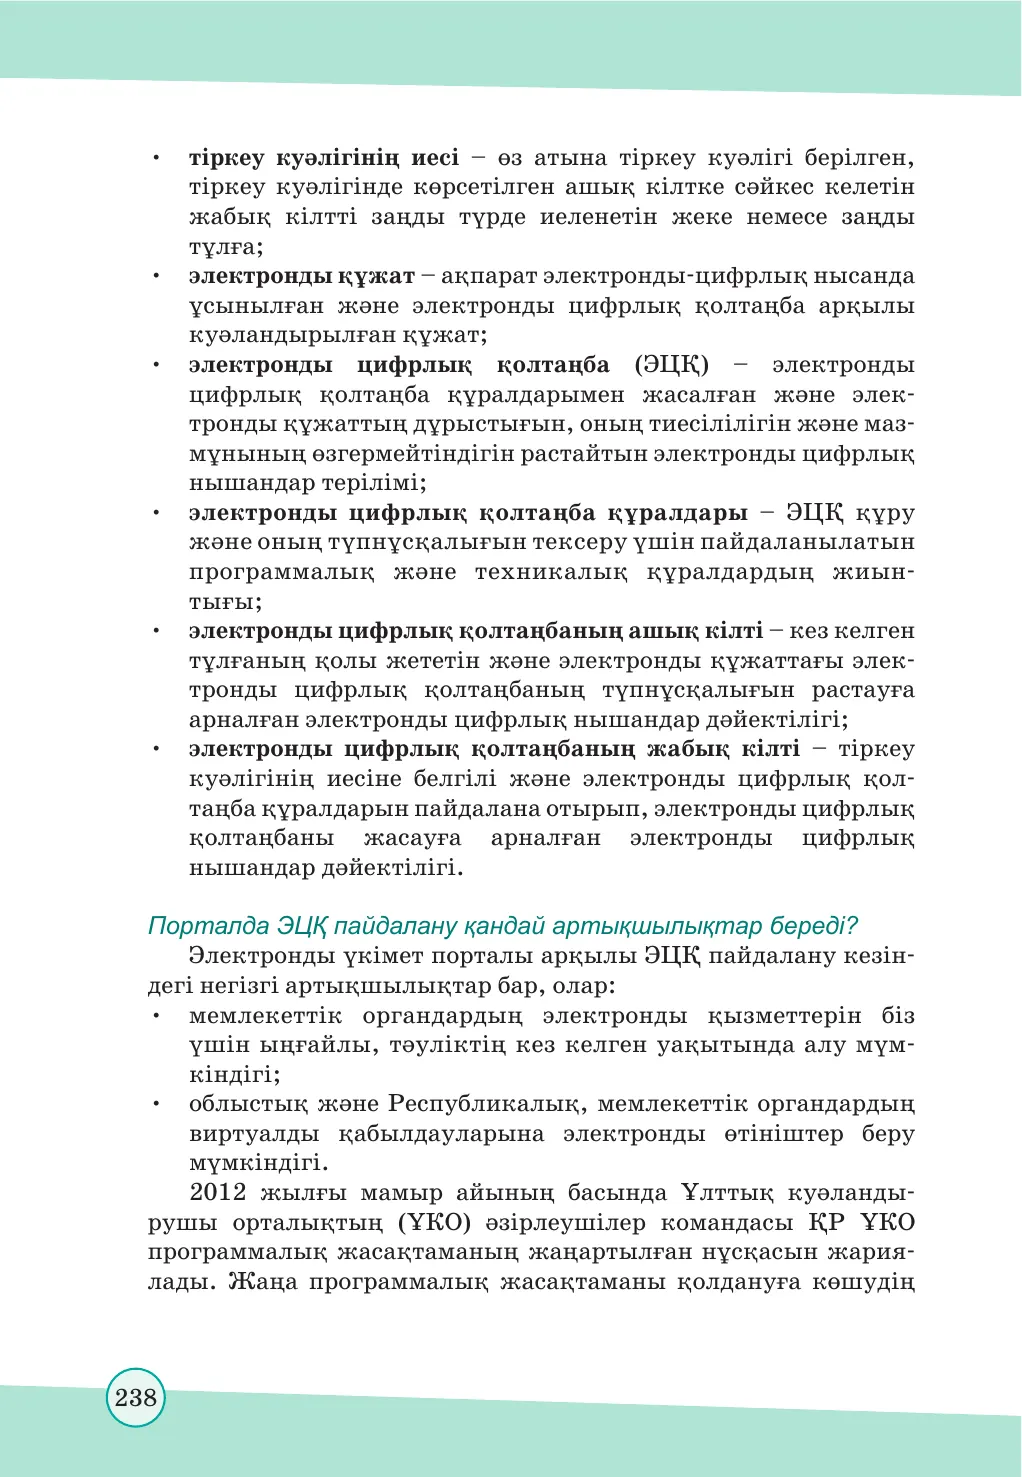 • тіркеу куәлігінің иесі – өз атына тіркеу куәлігі берілген,
тіркеу куәлігінде көрсетілген ашық кілтке сәйкес келетін
жабық кілтті заңды түрде иеленетін жеке немесе заңды
тұлға;
• электронды құжат – ақпарат электронды-цифрлық нысанда
ұсынылған және электронды цифрлық қолтаңба арқылы
куәландырылған құжат;
• электронды цифрлық қолтаңба (ЭЦҚ) – электронды
цифрлық қолтаңба құралдарымен жасалған және элек-
тронды құжаттың дұрыстығын, оның тиесілілігін және маз-
мұнының өзгермейтіндігін растайтын электронды цифрлық
нышандар терілімі;
• электронды цифрлық қолтаңба құралдары – ЭЦҚ құру
және оның түпнұсқалығын тексеру үшін пайдаланылатын
программалық және техникалық құралдардың жиын-
тығы;
• электронды цифрлық қолтаңбаның ашық кілті – кез келген
тұлғаның қолы жететін және электронды құжаттағы элек-
тронды цифрлық қолтаңбаның түпнұсқалығын растауға
арналған электронды цифрлық нышандар дәйектілігі;
• электронды цифрлық қолтаңбаның жабық кілті – тіркеу
куәлігінің иесіне белгілі және электронды цифрлық қол-
таңба құралдарын пайдалана отырып, электронды цифрлық
қолтаңбаны жасауға арналған электронды цифрлық
нышандар дәйектілігі.
Порталда ЭЦҚ пайдалану қандай артықшылықтар береді?
Электронды үкімет порталы арқылы ЭЦҚ пайдалану кезін-
дегі негізгі артықшылықтар бар, олар:
• мемлекеттік органдардың электронды қызметтерін біз
үшін ыңғайлы, тәуліктің кез келген уақытында алу мүм-
кіндігі;
• облыстық және Республикалық, мемлекеттік органдардың
виртуалды қабылдауларына электронды өтініштер беру
мүмкіндігі.
2012 жылғы мамыр айының басында Ұлттық куәланды-
рушы орталықтың (ҰКО) әзірлеушілер командасы ҚР ҰКО
программалық жасақтаманың жаңартылған нұсқасын жария-
лады. Жаңа программалық жасақтаманы қолдануға көшудің
238